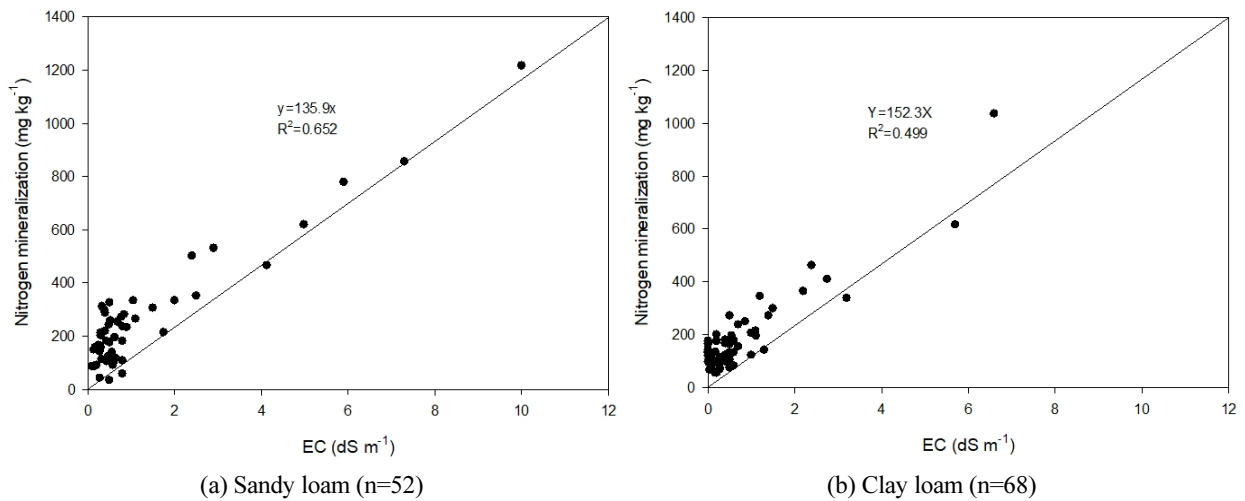 1400
1200
1000
800
600
400
200
0
Nitrogen mineralization (mg kg⁻¹)
y=135.9x
R²=0.652
0 2 4 6 8 10 12
EC (dS m⁻¹)
(a) Sandy loam (n=52)
1400
1200
1000
800
600
400
200
0
Nitrogen mineralization (mg kg⁻¹)
Y=152.3X
R²=0.499
0 2 4 6 8 10 12
EC (dS m⁻¹)
(b) Clay loam (n=68)